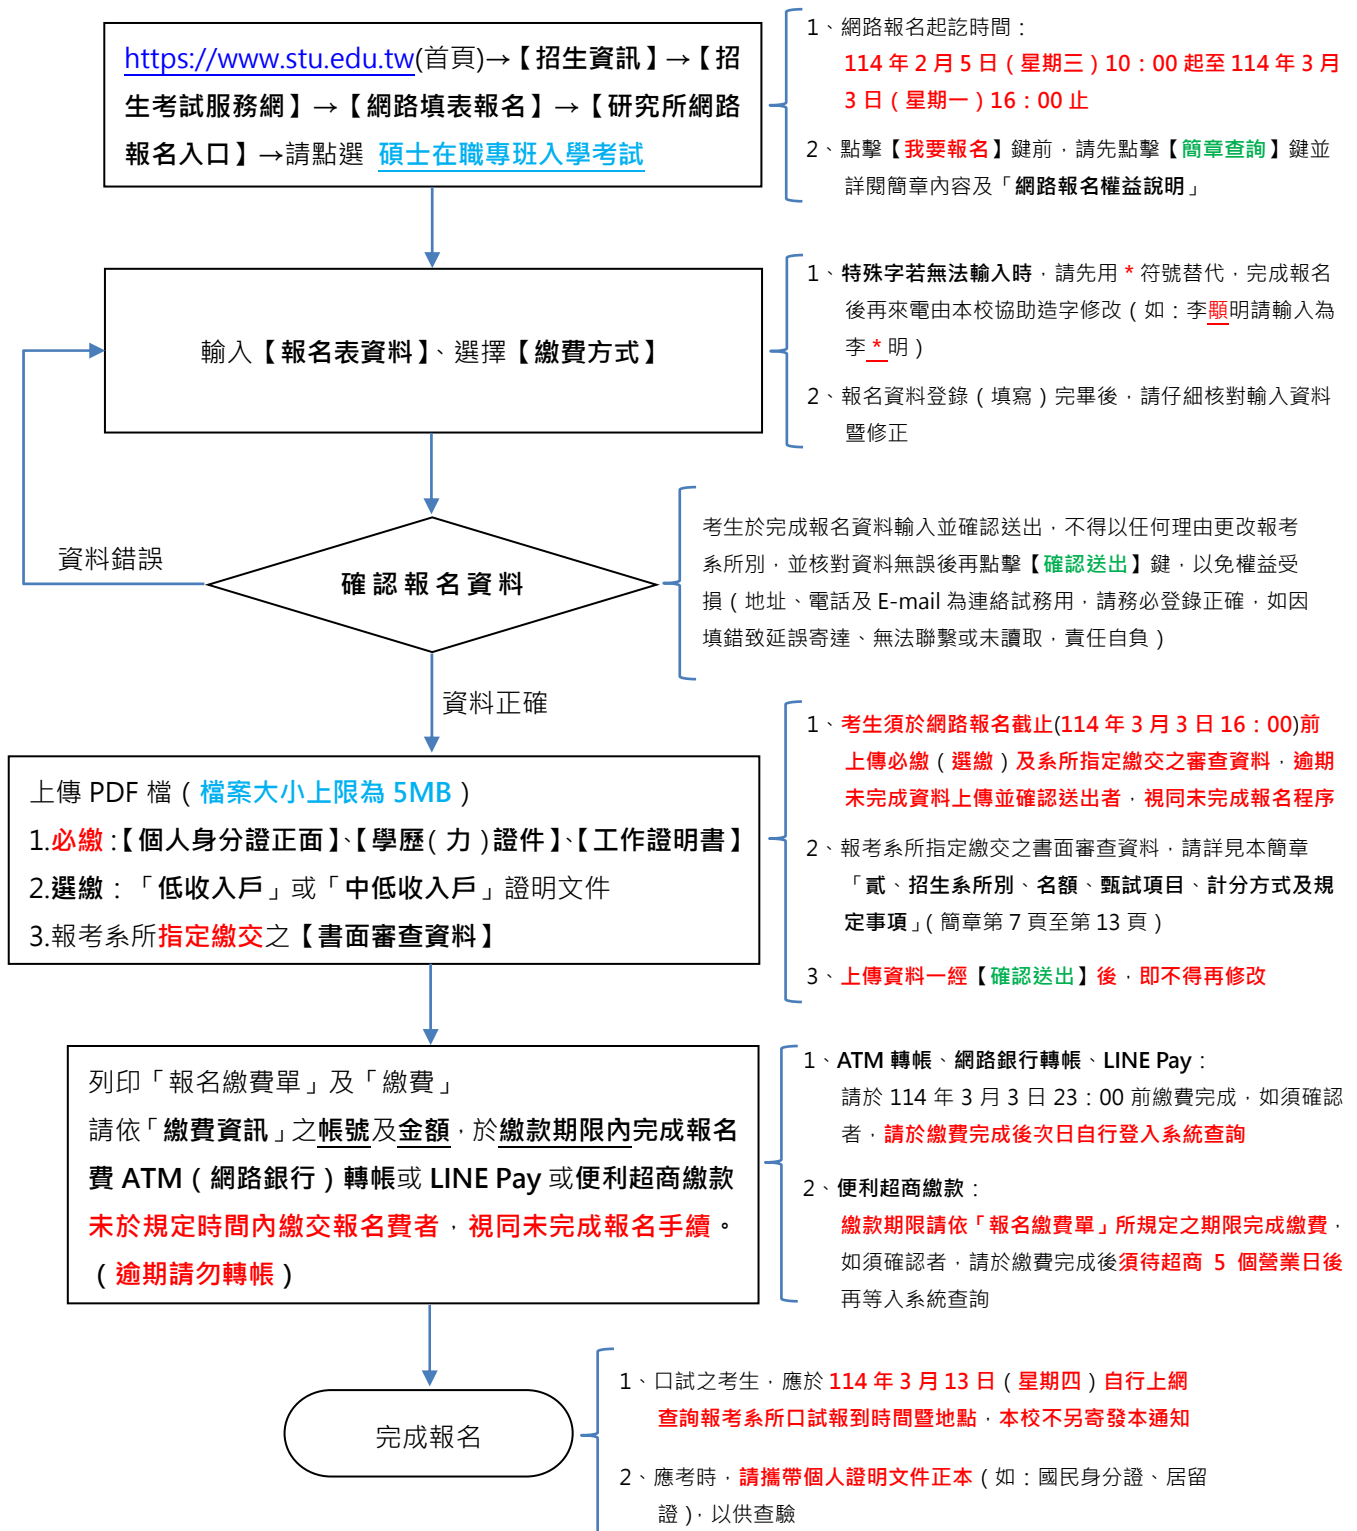 https://www.stu.edu.tw(首頁)→【招生資訊】→【招
生考試服務網】→【網路填表報名】→【研究所網路
報名入口】→請點選 碩士在職專班入學考試
1、網路報名起訖時間：
114 年 2 月 5 日（星期三）10：00 起至 114 年 3 月
3 日（星期一）16：00 止
2、點擊【我要報名】鍵前，請先點擊【簡章查詢】鍵並
詳閱簡章內容及「網路報名權益說明」
輸入【報名表資料】、選擇【繳費方式】
1、特殊字若無法輸入時，請先用 * 符號替代，完成報名
後再來電由本校協助造字修改（如：李顯明請輸入為
李 * 明）
2、報名資料登錄（填寫）完畢後，請仔細核對輸入資料
暨修正
資料錯誤
確認報名資料
考生於完成報名資料輸入並確認送出，不得以任何理由更改報考
系所別，並核對資料無誤後再點擊【確認送出】鍵，以免權益受
損（地址、電話及 E-mail 為連絡試務用，請務必登錄正確，如因
填錯致延誤寄達、無法聯繫或未讀取，責任自負）
資料正確
上傳 PDF 檔（檔案大小上限為 5MB）
1.必繳：【個人身分證正面】、【學歷（力）證件】、【工作證明書】
2.選繳：「低收入戶」或「中低收入戶」證明文件
3.報考系所指定繳交之【書面審查資料】
1、考生須於網路報名截止(114 年 3 月 3 日 16：00)前
上傳必繳（選繳）及系所指定繳交之審查資料，逾期
未完成資料上傳並確認送出者，視同未完成報名程序
2、報考系所指定繳交之書面審查資料，請詳見本簡章
「貳、招生系所別、名額、甄試項目、計分方式及規
定事項」（簡章第 7 頁至第 13 頁）
3、上傳資料一經【確認送出】後，即不得再修改
列印「報名繳費單」及「繳費」
請依「繳費資訊」之帳號及金額，於繳款期限內完成報名
費 ATM（網路銀行）轉帳或 LINE Pay 或便利超商繳款
未於規定時間內繳交報名費者，視同未完成報名手續。
（逾期請勿轉帳）
1、ATM 轉帳、網路銀行轉帳、LINE Pay：
請於 114 年 3 月 3 日 23：00 前繳費完成，如須確認
者，請於繳費完成後次日自行登入系統查詢
2、便利超商繳款：
繳款期限請依「報名繳費單」所規定之期限完成繳費，
如須確認者，請於繳費完成後須待超商 5 個營業日後
再等入系統查詢
完成報名
1、口試之考生，應於 114 年 3 月 13 日（星期四）自行上網
查詢報考系所口試報到時間暨地點，本校不另寄發本通知
2、應考時，請攜帶個人證明文件正本（如：國民身分證、居留
證），以供查驗